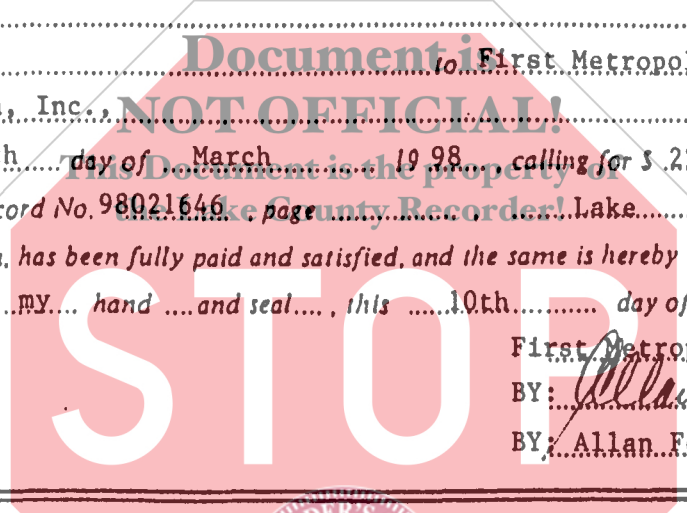 Document is
to First Metropol
, Inc.,
NOT OFFICIAL!
h day of March 19 98, calling for $ 2
This Document is the property of
cord No. 98021646, page , Lake
the Lake County Recorder!
, has been fully paid and satisfied, and the same is hereby
my hand and seal , this 10th day of
STOP
First Metro
BY:
BY: Allan F